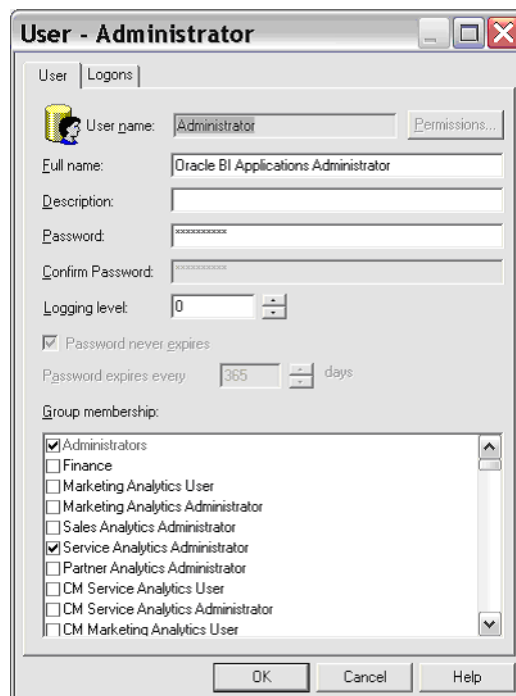 User - Administrator
User Logons
User name: Administrator Permissions...
Full name: Oracle BI Applications Administrator
Description:
Password: **********
Confirm Password: **********
Logging level: 0
Password never expires
Password expires every 365 days
Group membership:
Administrators
Finance
Marketing Analytics User
Marketing Analytics Administrator
Sales Analytics Administrator
Service Analytics Administrator
Partner Analytics Administrator
CM Service Analytics User
CM Service Analytics Administrator
CM Marketing Analytics User
OK Cancel Help